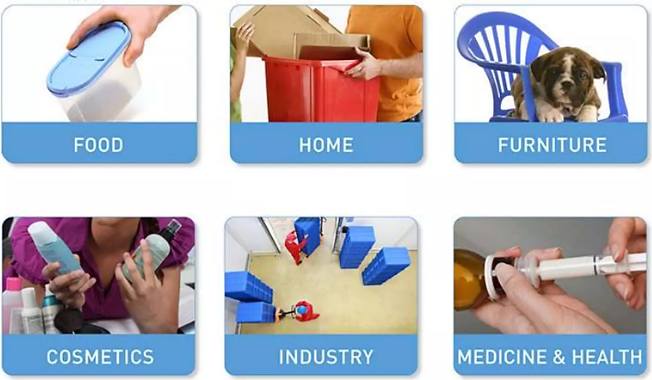 FOOD
HOME
FURNITURE
COSMETICS
INDUSTRY
MEDICINE & HEALTH